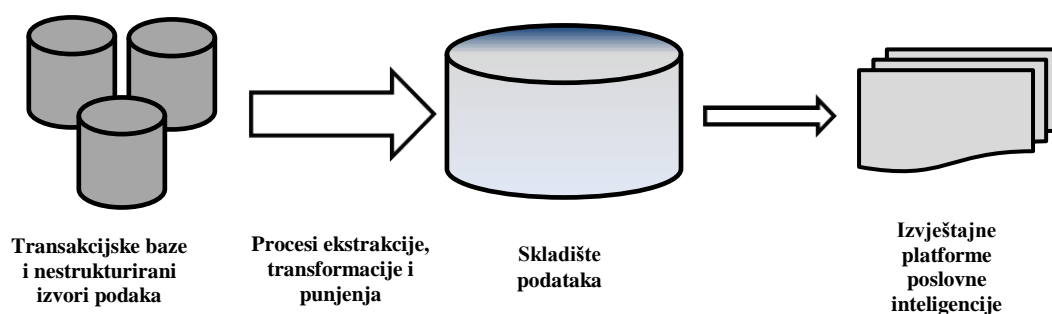 Transakcijske baze
i nestrukturirani
izvori podaka
Procesi ekstrakcije,
transformacije i
punjenja
Skladište
podataka
Izvještajne
platforme
poslovne
inteligencije